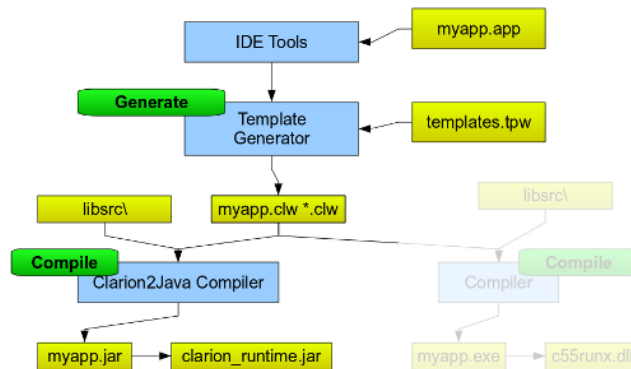 myapp.app
IDE Tools
Generate
Template
Generator
templates.tpw
libsrc\
myapp.clw *.clw
libsrc\
Compile
Clarion2Java Compiler
Compiler
Compile
myapp.jar
clarion_runtime.jar
myapp.exe
c55runx.dll